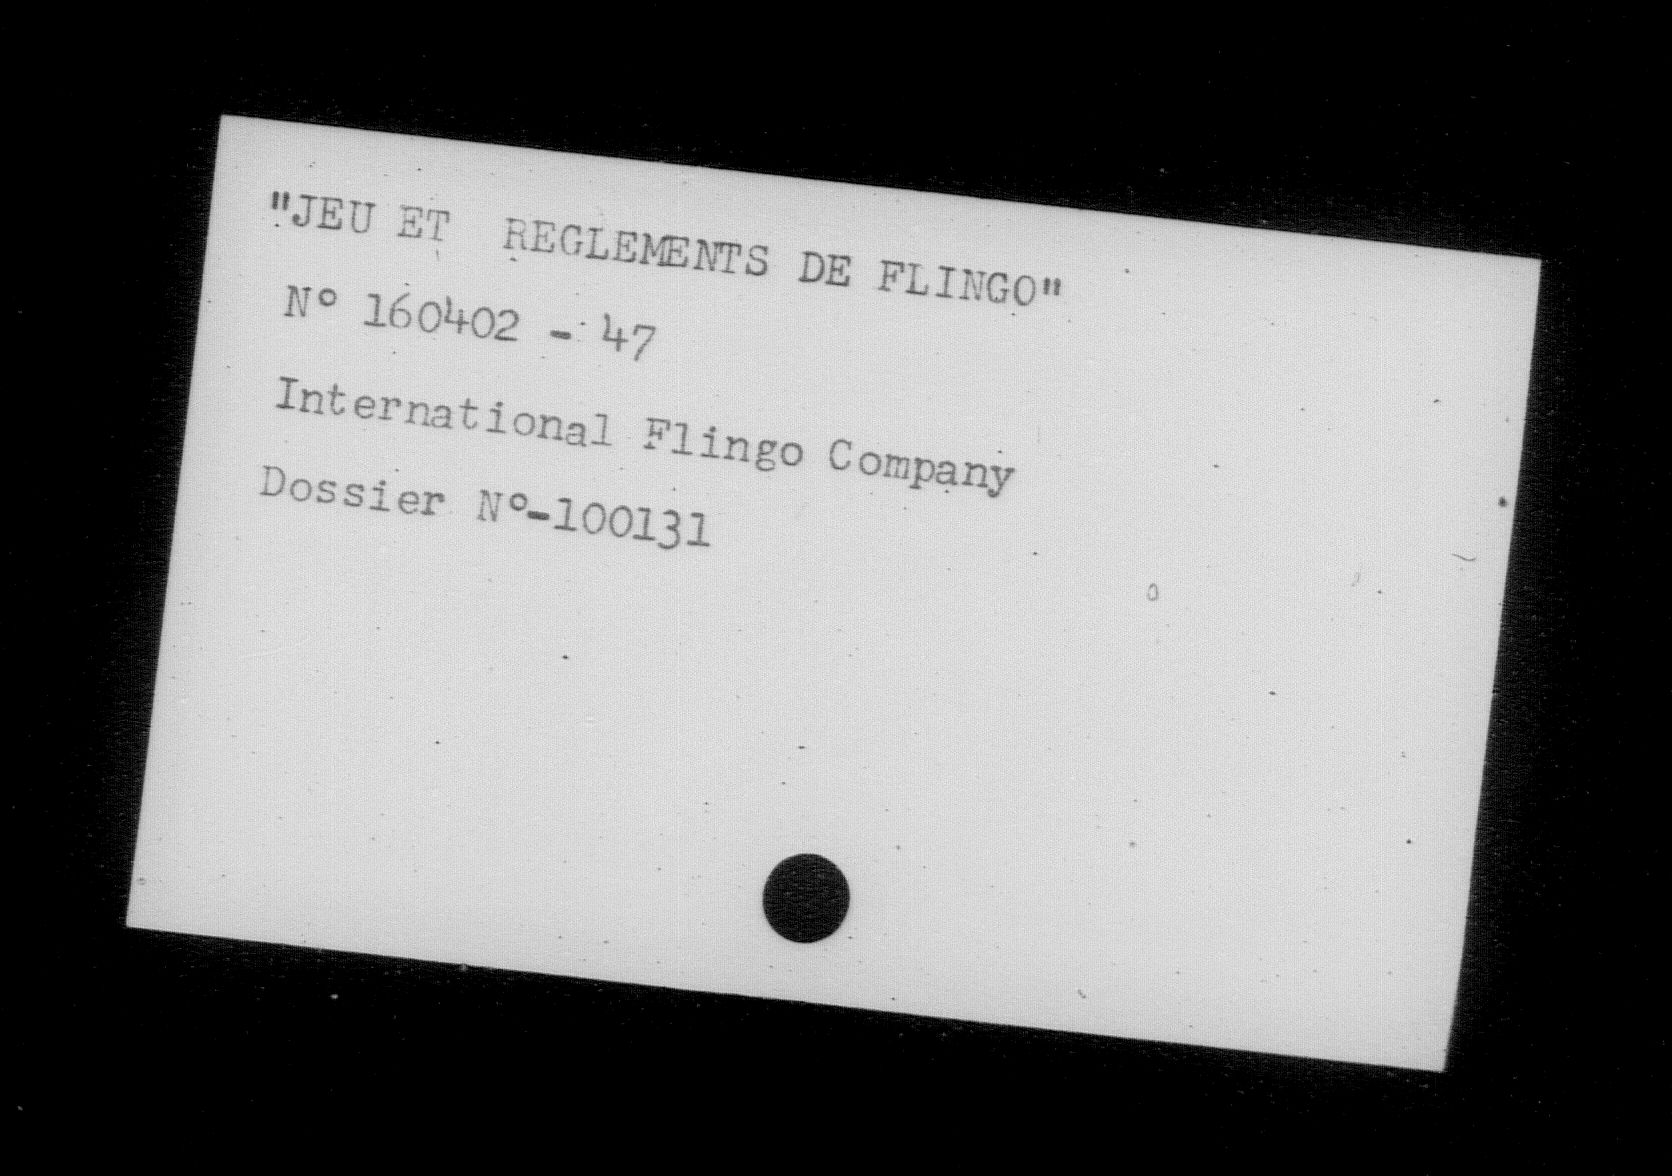 "JEU ET REGLEMENTS DE FLINGO"
N° 160402 - 47
International Flingo Company
Dossier N°-100131